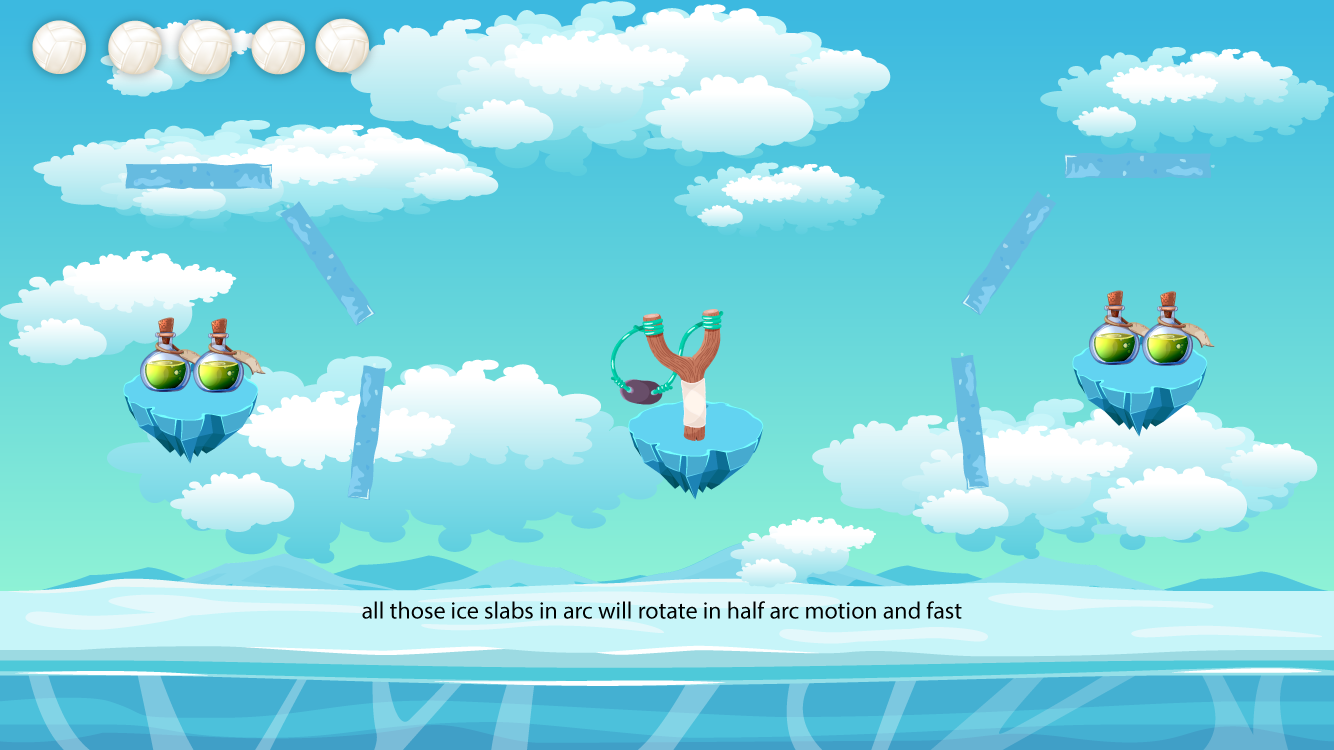 all those ice slabs in arc will rotate in half arc motion and fast